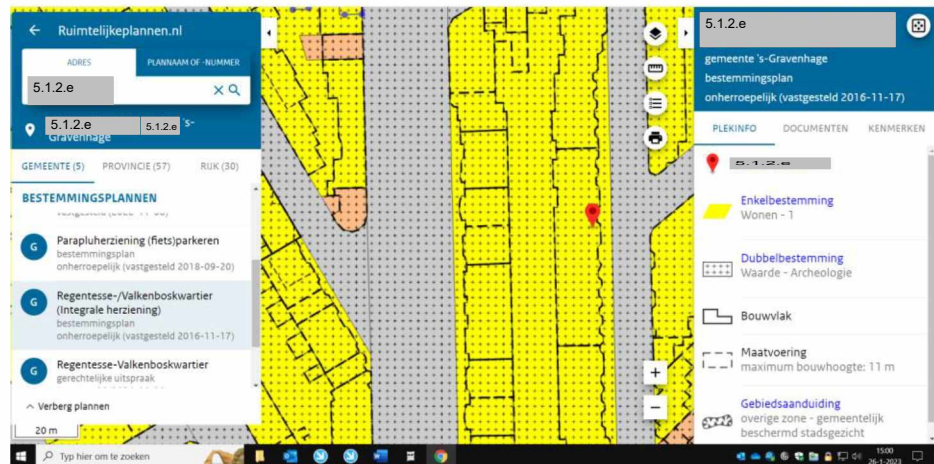 Ruimtelijkeplannen.nl
ADRES
PLANNAAM OF -NUMMER
5.1.2.e
5.1.2.e
5.1.2.e
's-
Gravenhage
GEMEENTE (5)
PROVINCIE (57)
RIJK (30)
BESTEMMINGSPLANNEN
G
Parapluherziening (fiets)parkeren
bestemmingsplan
onherroepelijk (vastgesteld 2018-09-20)
G
Regentesse-/Valkenboskwartier
(Integrale herziening)
bestemmingsplan
onherroepelijk (vastgesteld 2016-11-17)
G
Regentesse-Valkenboskwartier
gerechtelijke uitspraak
Verberg plannen
20 m
5.1.2.e
gemeente 's-Gravenhage
bestemmingsplan
onherroepelijk (vastgesteld 2016-11-17)
PLEKINFO
DOCUMENTEN
KENMERKEN
5.1.2.e
Enkelbestemming
Wonen - 1
Dubbelbestemming
Waarde - Archeologie
Bouwvlak
Maatvoering
maximum bouwhoogte: 11 m
Gebiedsaanduiding
overige zone - gemeentelijk
beschermd stadsgezicht
Typ hier om te zoeken
15:00
26-1-2023